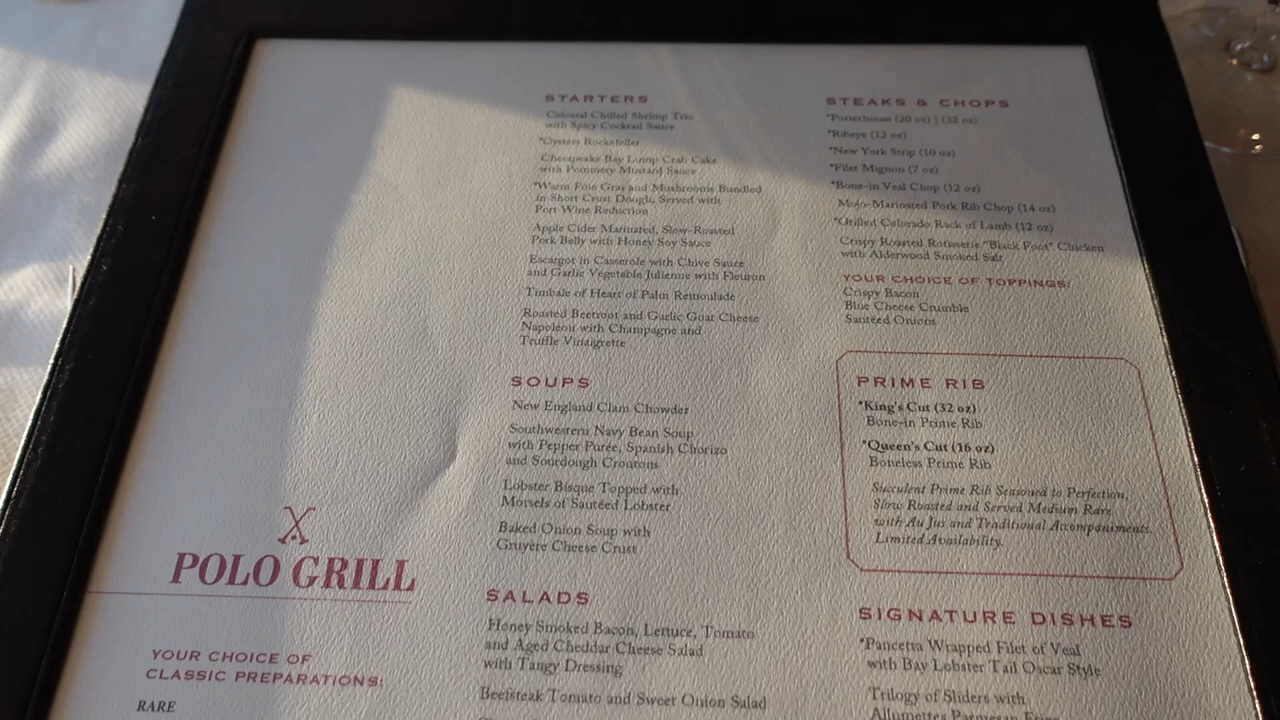 STARTERS
Colossal Chilled Shrimp Trio
with Spicy Cocktail Sauce
*Oysters Rockefeller
Chesapeake Bay Lump Crab Cake
with Pommery Mustard Sauce
*Warm Foie Gras and Mushrooms Bundled
in Short Crust Dough, Served with
Port Wine Reduction
Apple Cider Marinated, Slow-Roasted
Pork Belly with Honey Soy Sauce
Escargot in Casserole with Chive Sauce
and Garlic Vegetable Julienne with Fleuron
Timbale of Heart of Palm Remoulade
Roasted Beetroot and Garlic Goat Cheese
Napoleon with Champagne and
Truffle Vinaigrette
SOUPS
New England Clam Chowder
Southwestern Navy Bean Soup
with Pepper Purée, Spanish Chorizo
and Sourdough Croutons
Lobster Bisque Topped with
Morsels of Sautéed Lobster
Baked Onion Soup with
Gruyère Cheese Crust
SALADS
Honey Smoked Bacon, Lettuce, Tomato
and Aged Cheddar Cheese Salad
with Tangy Dressing
Beefsteak Tomato and Sweet Onion Salad
STEAKS & CHOPS
*Porterhouse (20 oz) | (32 oz)
*Ribeye (12 oz)
*New York Strip (10 oz)
*Filet Mignon (7 oz)
*Bone-in Veal Chop (12 oz)
Mojo-Marinated Pork Rib Chop (14 oz)
*Grilled Colorado Rack of Lamb (12 oz)
Crispy Roasted Rotisserie "Black Foot" Chicken
with Alderwood Smoked Salt
YOUR CHOICE OF TOPPINGS:
Crispy Bacon
Blue Cheese Crumble
Sautéed Onions
PRIME RIB
*King's Cut (32 oz)
Bone-in Prime Rib
*Queen's Cut (16 oz)
Boneless Prime Rib
Succulent Prime Rib Seasoned to Perfection,
Slow Roasted and Served Medium Rare
with Au Jus and Traditional Accompaniments.
Limited Availability.
SIGNATURE DISHES
*Pancetta Wrapped Filet of Veal
with Bay Lobster Tail Oscar Style
Trilogy of Sliders with
Allumettes Parmesan Fries
POLO GRILL
YOUR CHOICE OF
CLASSIC PREPARATIONS:
RARE